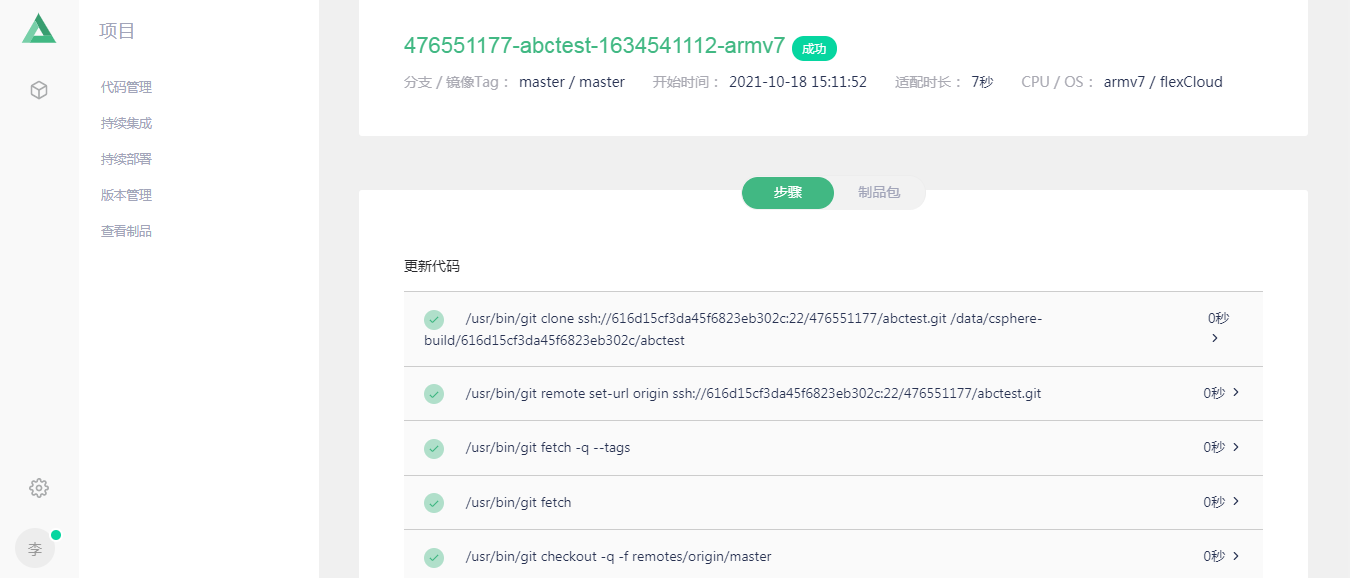 项目
代码管理
持续集成
持续部署
版本管理
查看制品
李
476551177-abctest-1634541112-armv7 成功
分支 / 镜像Tag： master / master 开始时间： 2021-10-18 15:11:52 适配时长： 7秒 CPU / OS： armv7 / flexCloud
步骤 制品包
更新代码
/usr/bin/git clone ssh://616d15cf3da45f6823eb302c:22/476551177/abctest.git /data/csphere- 0秒
build/616d15cf3da45f6823eb302c/abctest
/usr/bin/git remote set-url origin ssh://616d15cf3da45f6823eb302c:22/476551177/abctest.git 0秒
/usr/bin/git fetch -q --tags 0秒
/usr/bin/git fetch 0秒
/usr/bin/git checkout -q -f remotes/origin/master 0秒